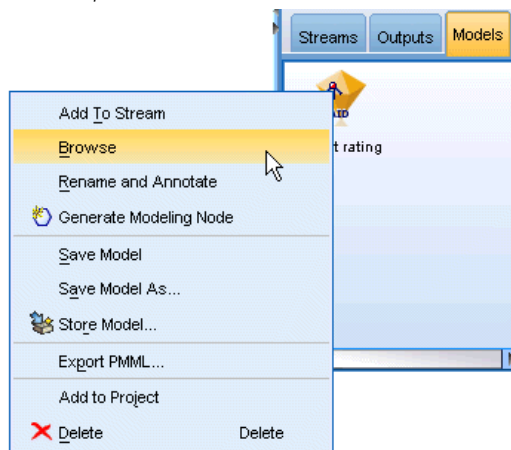 Streams Outputs Models
Add To Stream
Browse
t rating
Rename and Annotate
Generate Modeling Node
Save Model
Save Model As...
Store Model...
Export PMML...
Add to Project
Delete Delete